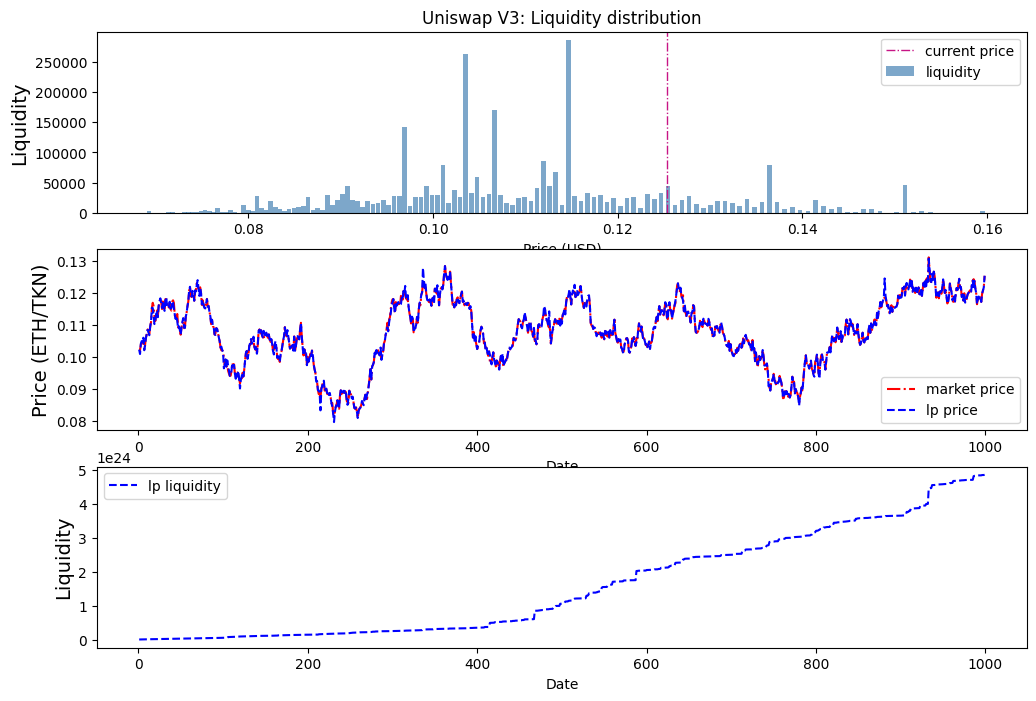 Uniswap V3: Liquidity distribution
Liquidity
250000
200000
150000
100000
50000
0
current price
liquidity
0.08 0.10 0.12 0.14 0.16
Price (USD)
Price (ETH/TKN)
0.13
0.12
0.11
0.10
0.09
0.08
market price
lp price
0 200 400 600 800 1000
Date
1e24
Liquidity
5
4
3
2
1
0
lp liquidity
0 200 400 600 800 1000
Date